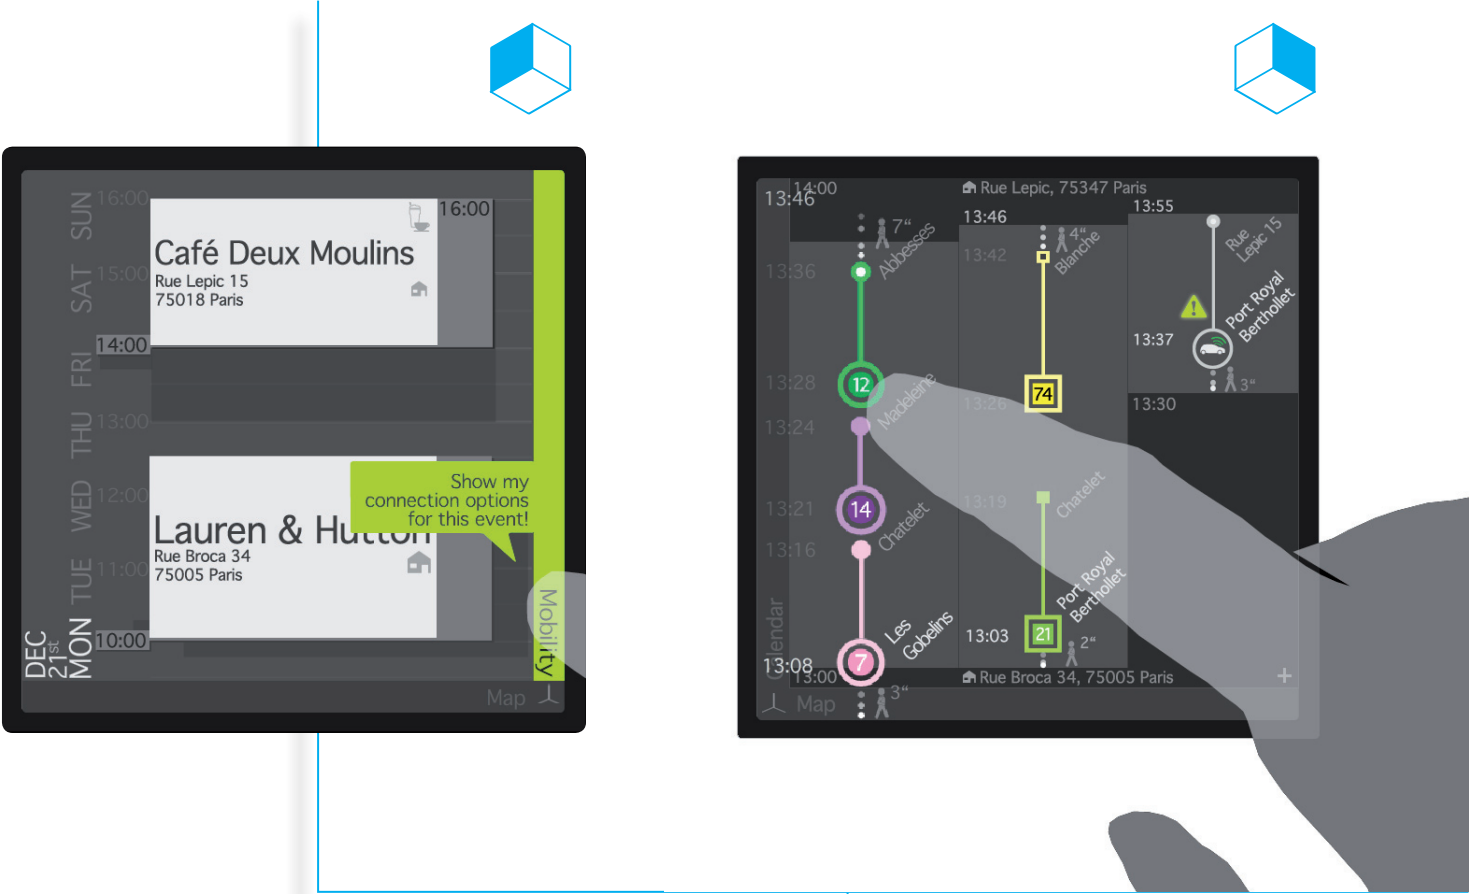 SUN
SAT
FRI
THU
WED
TUE
MON
DEC
21st
16:00
15:00
14:00
13:00
12:00
11:00
10:00
16:00
Café Deux Moulins
Rue Lepic 15
75018 Paris
Show my
connection options
for this event!
Lauren & Hutton
Rue Broca 34
75005 Paris
Mobility
Map
14:00
13:46
Rue Lepic, 75347 Paris
7“
Abbesses
13:36
12
13:28
Madeleine
13:24
14
13:21
Chatelet
13:16
Les
Gobelins
7
13:08
13:00
3“
Calendar
Map
13:46
4“
Blanche
13:42
74
13:26
13:19
Chatelet
Port Royal
Berthollet
13:03
21
2“
Rue Broca 34, 75005 Paris
13:55
Rue
Lepic 15
Port Royal
Berthollet
13:37
3“
13:30
+